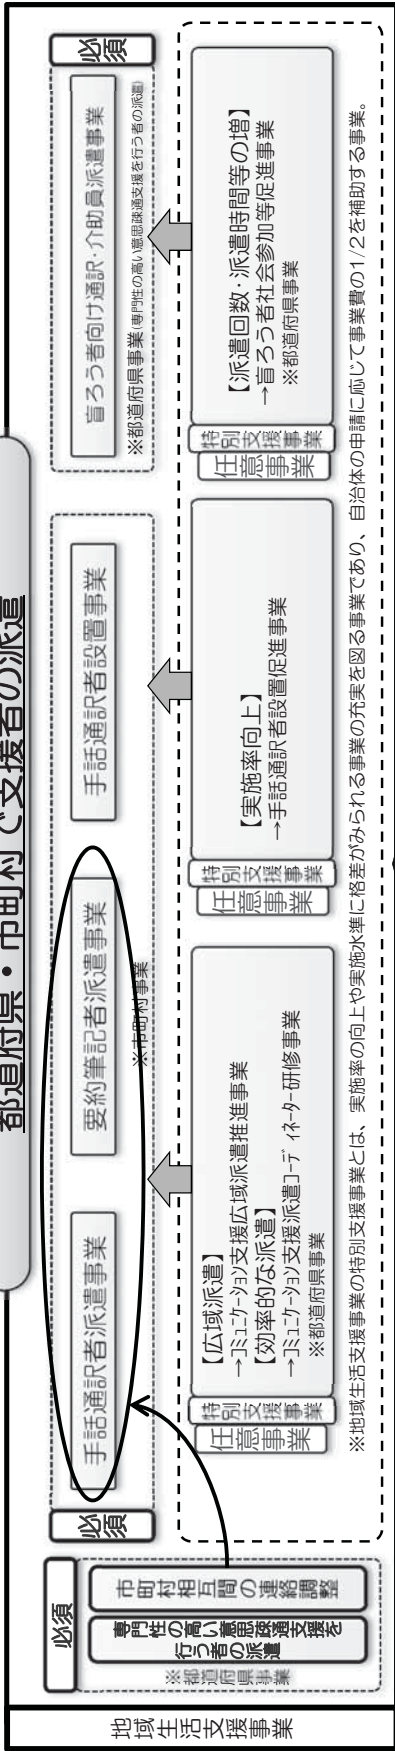 都道府県・市町村で支援者の派遣
地域生活支援事業
必須
市町村相互間の連絡調整
専門性の高い意思疎通支援を
行う者の派遣
※都道府県事業
必須
手話通訳者派遣事業
要約筆記者派遣事業
※市町村事業
手話通訳者設置事業
必須
盲ろう者向け通訳・介助員派遣事業
※都道府県事業(専門性の高い意思疎通支援を行う者の派遣)
任意事業
特別支援事業
【広域派遣】
→コミュニケーション支援広域派遣推進事業
【効率的な派遣】
→コミュニケーション支援派遣コーディネーター研修事業
※都道府県事業
任意事業
特別支援事業
【実施率向上】
→手話通訳者設置促進事業
任意事業
特別支援事業
【派遣回数・派遣時間等の増】
→盲ろう者社会参加等促進事業
※都道府県事業
※地域生活支援事業の特別支援事業とは、実施率の向上や実施水準に格差がみられる事業の充実を図る事業であり、自治体の申請に応じて事業費の1/2を補助する事業。